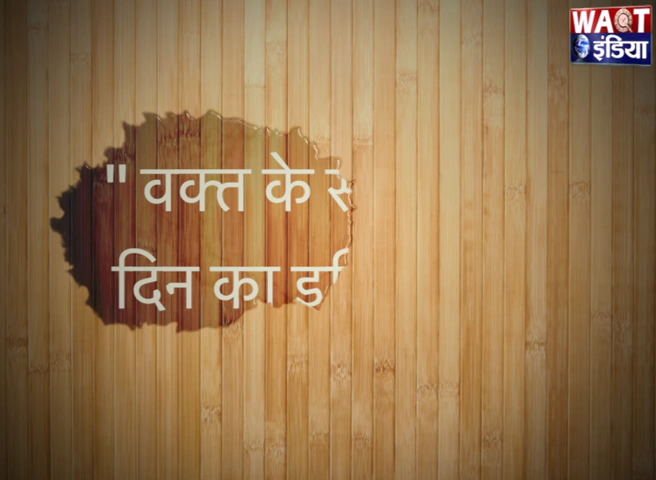 WAQT
इंडिया
" वक्त के
दिन का